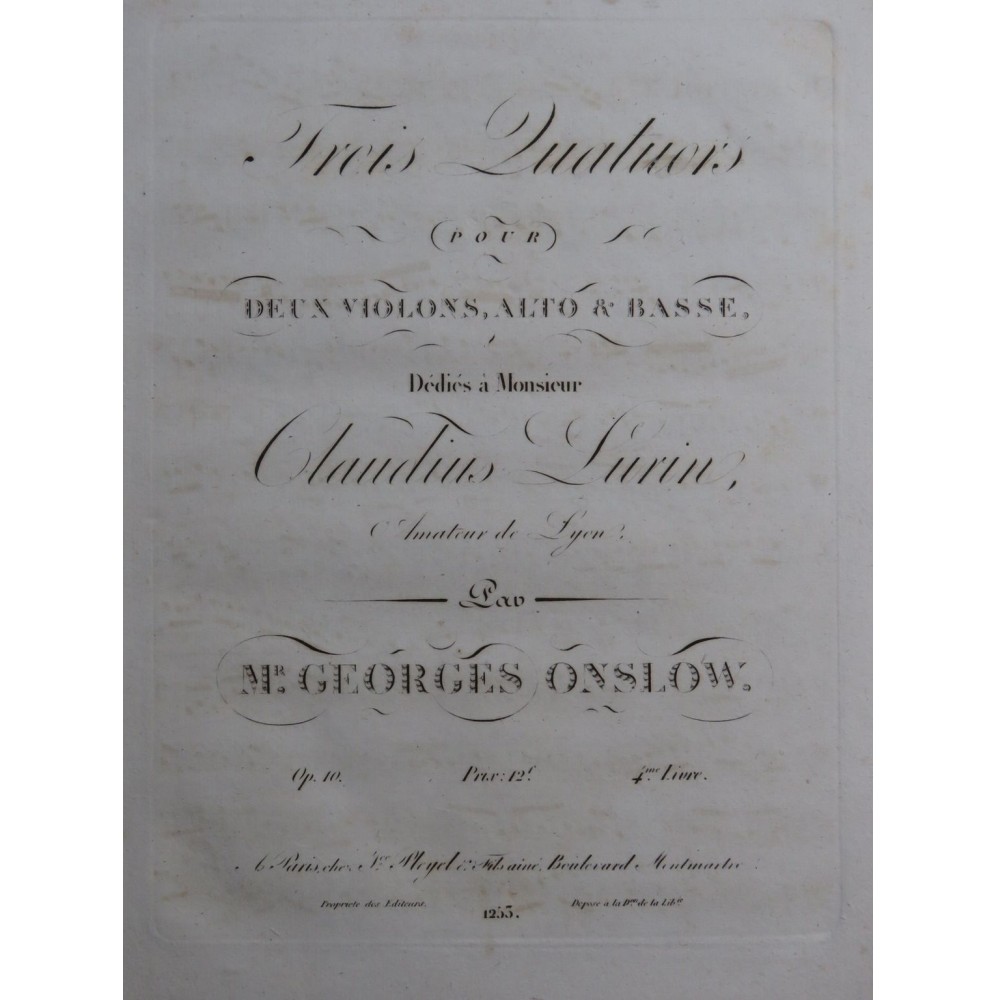 Trois Quatuors
(POUR)
DEUX VIOLONS, ALTO & BASSE,
Dédiés à Monsieur
Claudius Lurin,
Amateur de Lyon,
Par
Mr. GEORGES ONSLOW.
Op. 10. Prix: 12f. 4me. Livre.
A Paris, chez Ice. Pleyel & Fils ainé, Boulevard Montmartre.
Propriété des Editeurs. Déposé à la Don. de la Libie.
1253.